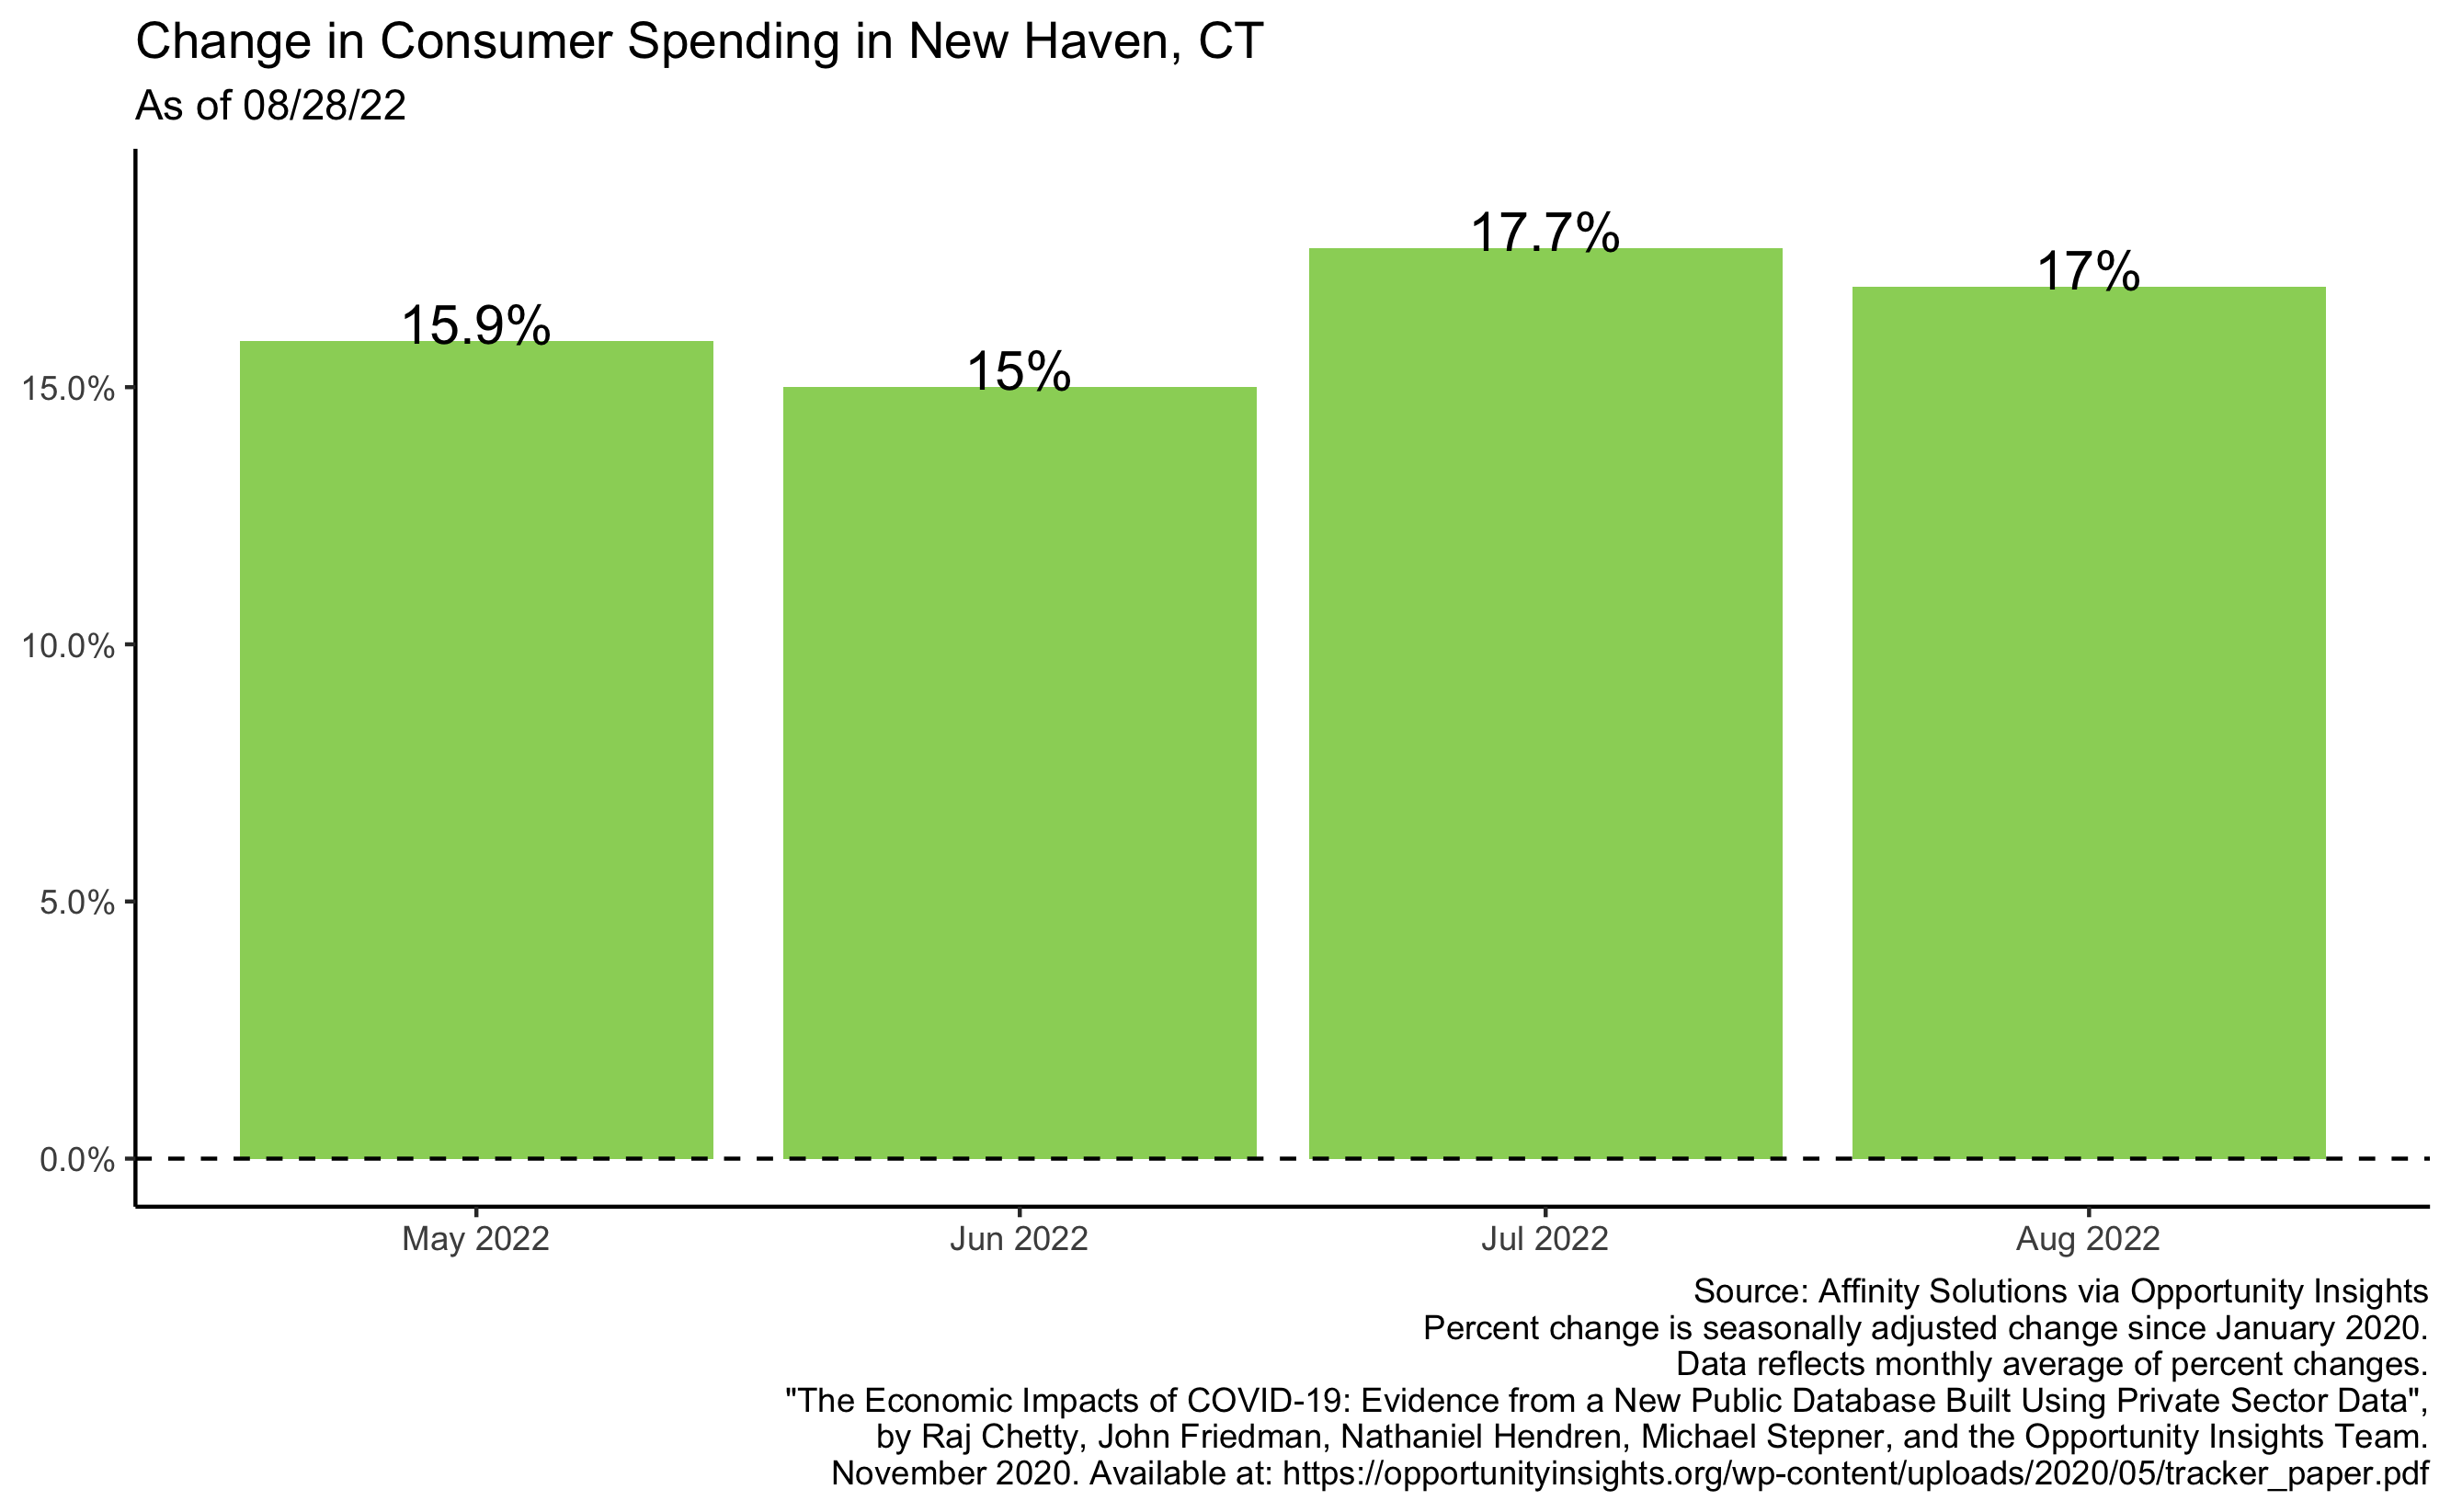 Change in Consumer Spending in New Haven, CT
As of 08/28/22
17.7%
17%
15.9%
15%
15.0%
10.0%
5.0%
0.0%
May 2022
Jun 2022
Jul 2022
Aug 2022
Source: Affinity Solutions via Opportunity Insights
Percent change is seasonally adjusted change since January 2020.
Data reflects monthly average of percent changes.
"The Economic Impacts of COVID-19: Evidence from a New Public Database Built Using Private Sector Data",
by Raj Chetty, John Friedman, Nathaniel Hendren, Michael Stepner, and the Opportunity Insights Team.
November 2020. Available at: https://opportunityinsights.org/wp-content/uploads/2020/05/tracker_paper.pdf